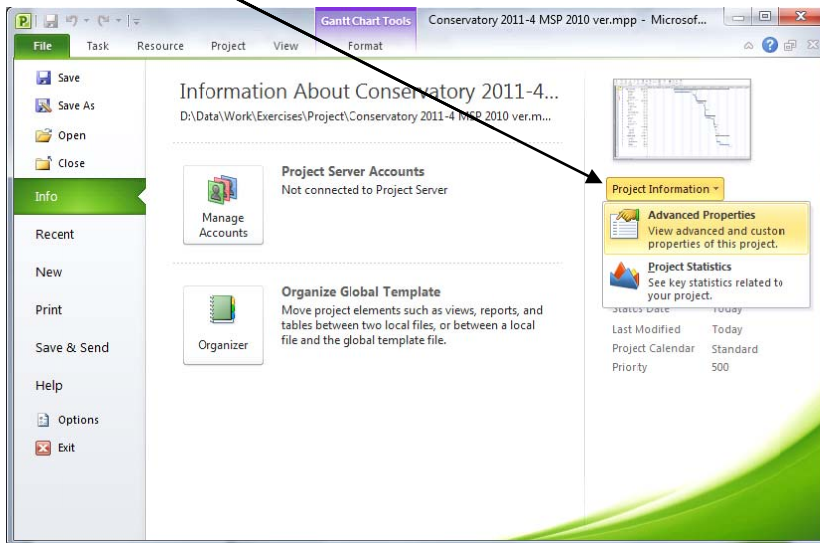 Gantt Chart Tools
Conservatory 2011-4 MSP 2010 ver.mpp - Microsof...
File
Task
Resource
Project
View
Format
Save
Save As
Open
Close
Info
Recent
New
Print
Save & Send
Help
Options
Exit
Information About Conservatory 2011-4...
D:\Data\Work\Exercises\Project\Conservatory 2011-4 MSP 2010 ver.m...
Manage
Accounts
Project Server Accounts
Not connected to Project Server
Organizer
Organize Global Template
Move project elements such as views, reports, and
tables between two local files, or between a local
file and the global template file.
Project Information
Advanced Properties
View advanced and custom
properties of this project.
Project Statistics
See key statistics related to
your project.
Status Date Today
Last Modified Today
Project Calendar Standard
Priority 500